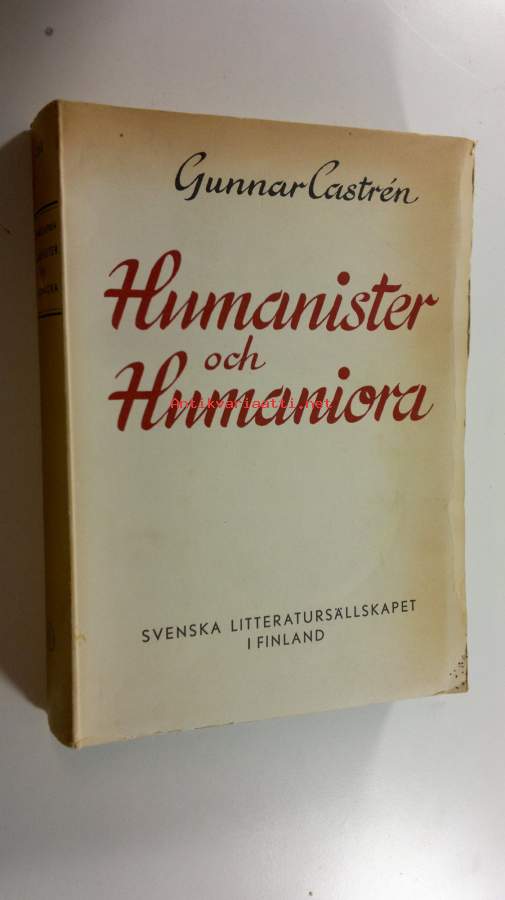 Gunnar Castrén
Humanister
och
Humaniora
Antikvariaatti.net
SVENSKA LITTERATURSÄLLSKAPET
I FINLAND